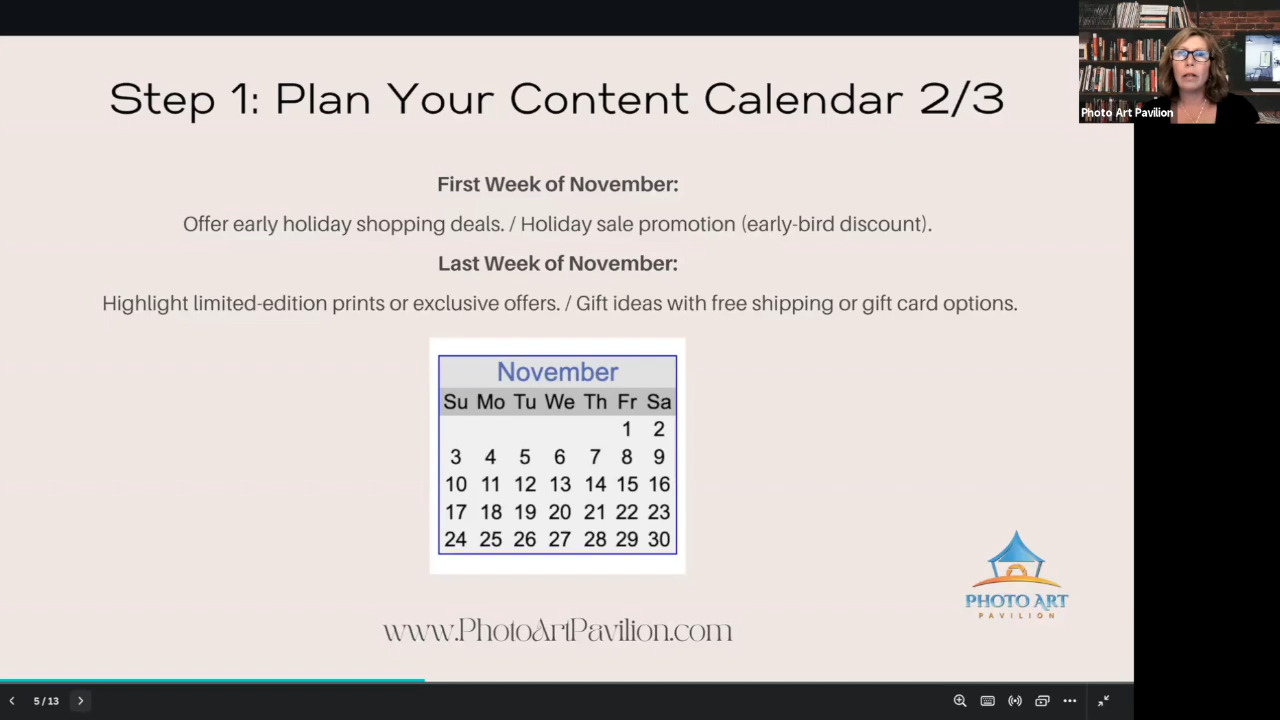 Step 1: Plan Your Content Calendar 2/3
Photo Art Pavilion
First Week of November:
Offer early holiday shopping deals. / Holiday sale promotion (early-bird discount).
Last Week of November:
Highlight limited-edition prints or exclusive offers. / Gift ideas with free shipping or gift card options.
November
Su Mo Tu We Th Fr Sa
1 2
3 4 5 6 7 8 9
10 11 12 13 14 15 16
17 18 19 20 21 22 23
24 25 26 27 28 29 30
PHOTO ART
PAVILION
www.PhotoArtPavilion.com
5 / 13